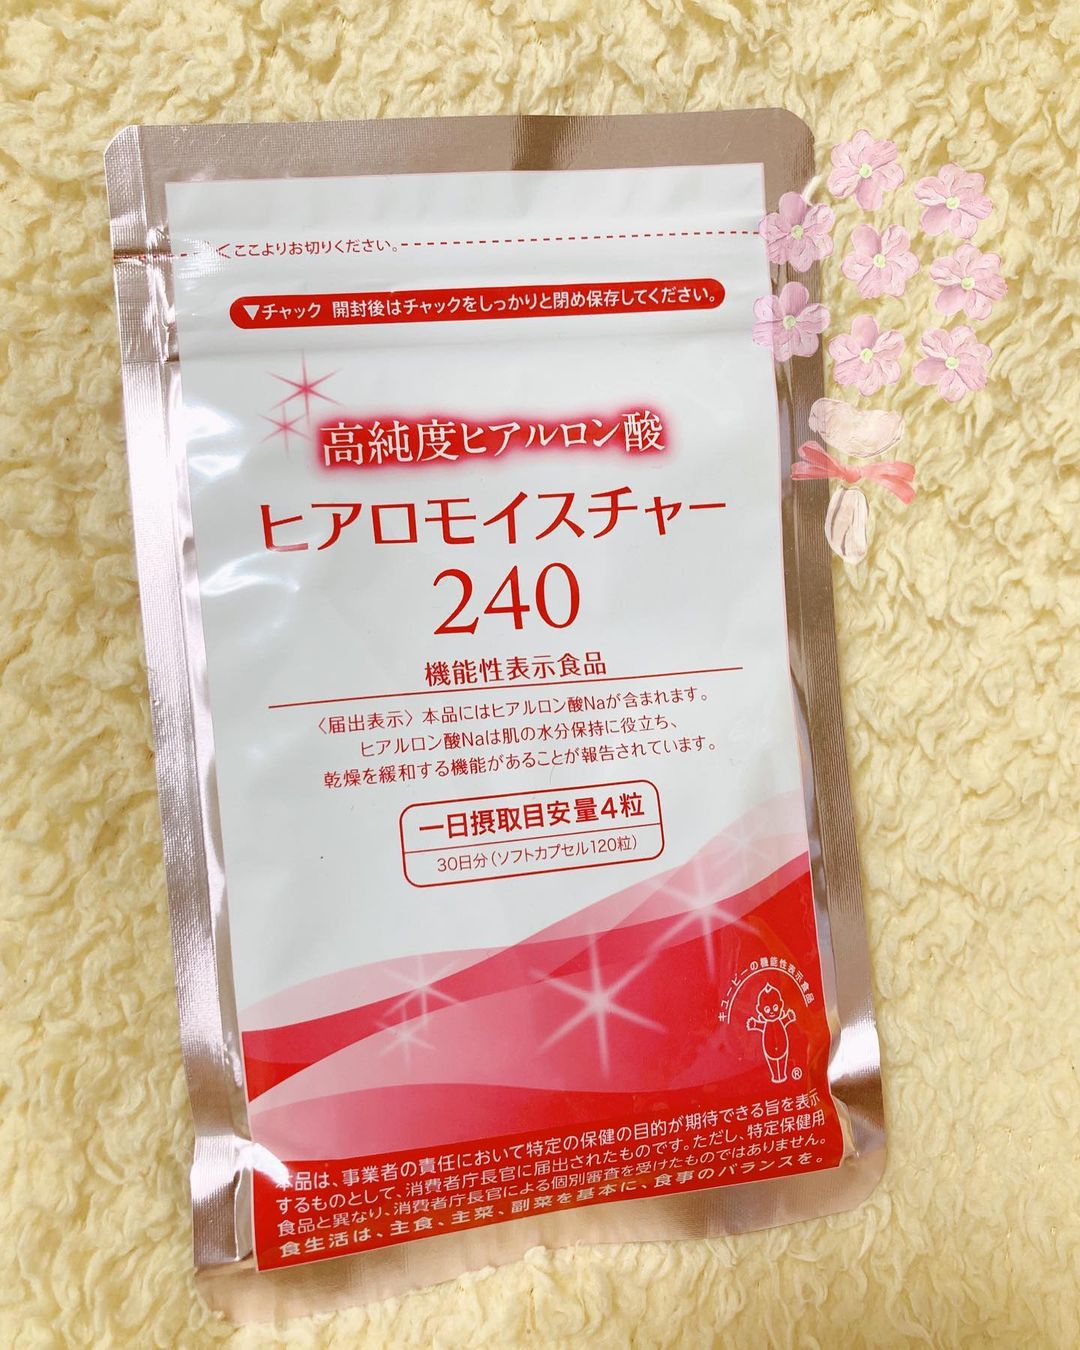 ここよりお切りください。
▼チャック 開封後はチャックをしっかりと閉め保存してください。
高純度ヒアルロン酸
ヒアロモイスチャー
240
機能性表示食品
〈届出表示〉本品にはヒアルロン酸Naが含まれます。
ヒアルロン酸Naは肌の水分保持に役立ち、
乾燥を緩和する機能があることが報告されています。
一日摂取目安量4粒
30日分(ソフトカプセル120粒)
キユーピーの機能性表示食品
®
本品は、事業者の責任において特定の保健の目的が期待できる旨を表示
するものとして、消費者庁長官に届出されたものです。ただし、特定保健用
食品と異なり、消費者庁長官による個別審査を受けたものではありません。
食生活は、主食、主菜、副菜を基本に、食事のバランスを。